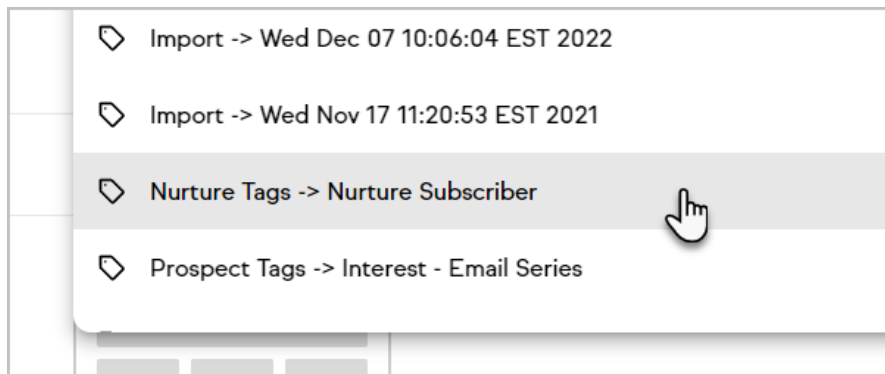 Import -> Wed Dec 07 10:06:04 EST 2022
Import -> Wed Nov 17 11:20:53 EST 2021
Nurture Tags -> Nurture Subscriber
Prospect Tags -> Interest - Email Series